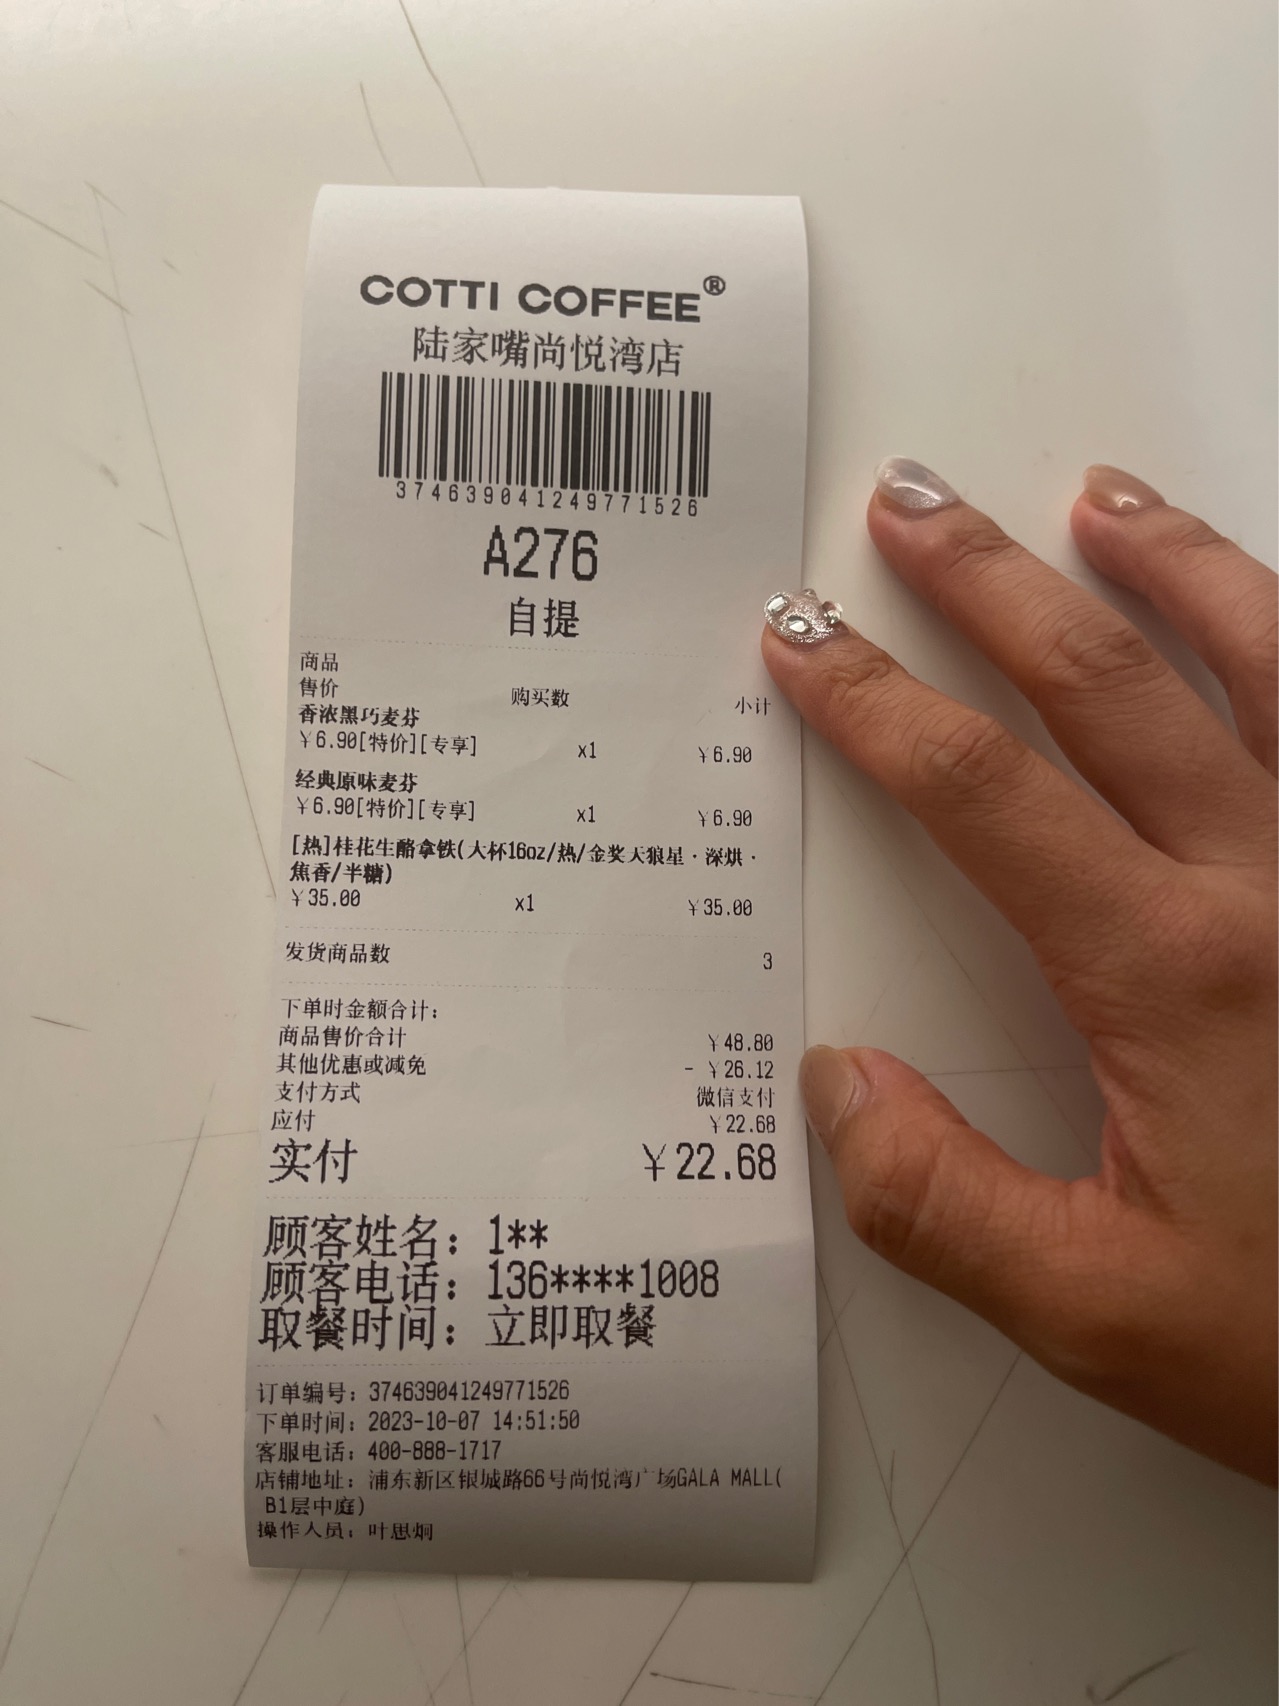 COTTI COFFEE®
陆家嘴尚悦湾店
374639041249771526
A276
自提
商品
售价 购买数 小计
香浓黑巧麦芬
￥6.90[特价][专享] x1 ￥6.90
经典原味麦芬
￥6.90[特价][专享] x1 ￥6.90
[热]桂花生酪拿铁(大杯16oz/热/金奖天狼星·深烘·
焦香/半糖)
￥35.00 x1 ￥35.00
发货商品数 3
下单时金额合计:
商品售价合计 ￥48.80
其他优惠或减免 - ￥26.12
支付方式 微信支付
应付 ￥22.68
实付 ￥22.68
顾客姓名: 1**
顾客电话: 136****1008
取餐时间: 立即取餐
订单编号: 374639041249771526
下单时间: 2023-10-07 14:51:50
客服电话: 400-888-1717
店铺地址: 浦东新区银城路66号尚悦湾广场GALA MALL(
B1层中庭)
操作人员: 叶思炯